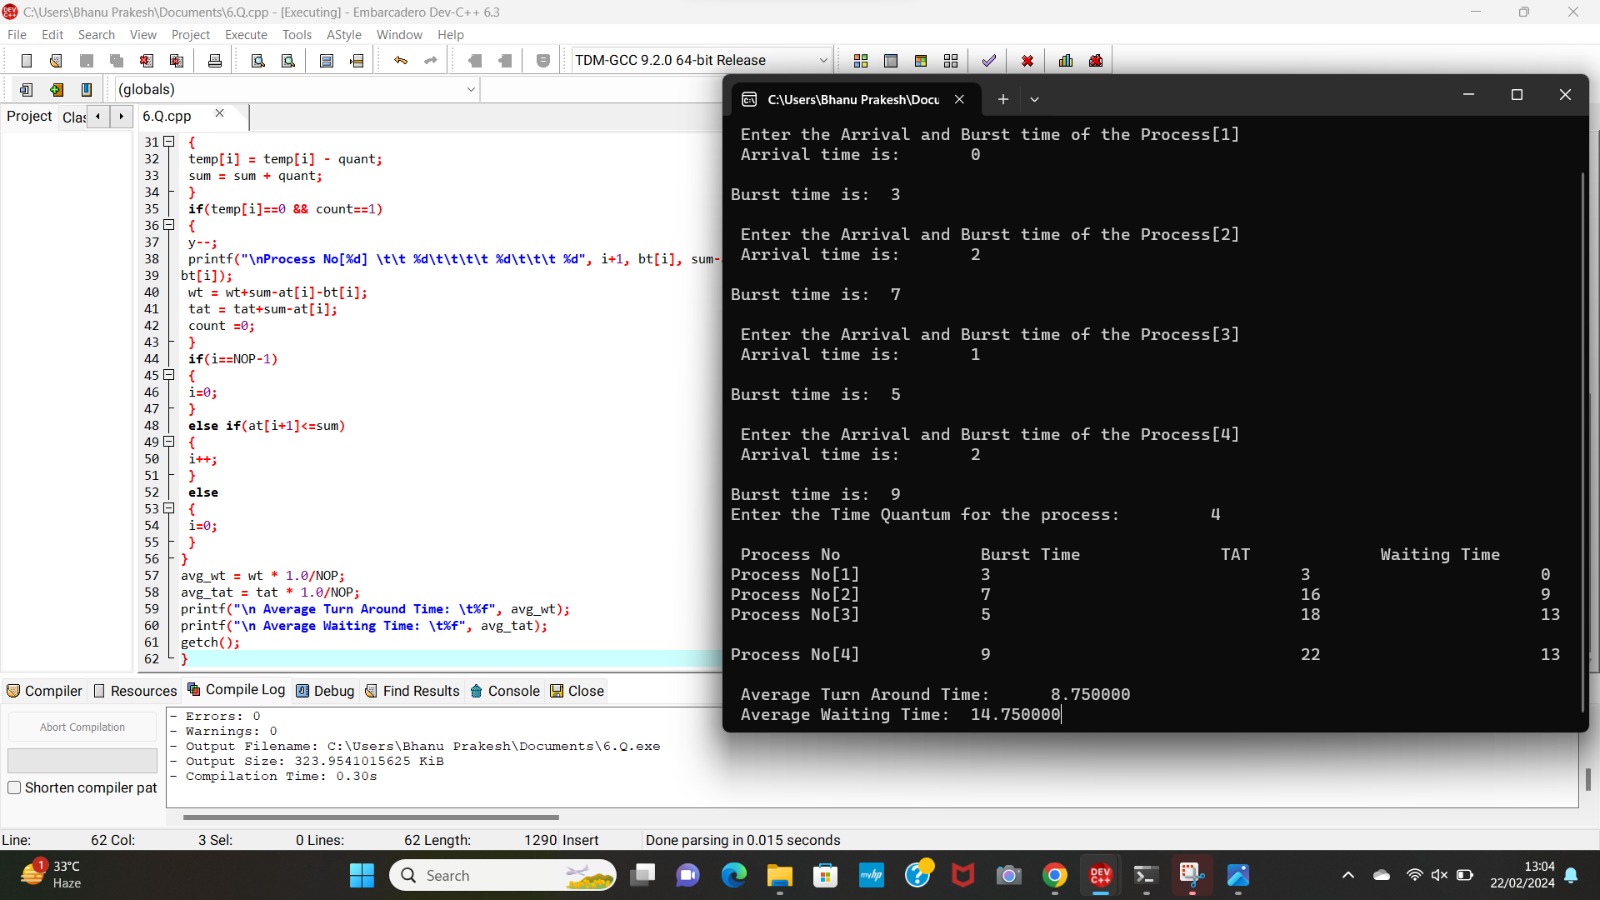 C:\Users\Bhanu Prakesh\Documents\6.Q.cpp - [Executing] - Embarcadero Dev-C++ 6.3
File Edit Search View Project Execute Tools AStyle Window Help
TDM-GCC 9.2.0 64-bit Release
(globals)
Project Clas 6.Q.cpp
31 {
32 temp[i] = temp[i] - quant;
33 sum = sum + quant;
34 }
35 if(temp[i]==0 && count==1)
36 {
37 y--;
38 printf("\nProcess No[%d] \t\t %d\t\t\t\t %d\t\t\t %d", i+1, bt[i], sum-
39 bt[i]);
40 wt = wt+sum-at[i]-bt[i];
41 tat = tat+sum-at[i];
42 count =0;
43 }
44 if(i==NOP-1)
45 {
46 i=0;
47 }
48 else if(at[i+1]<=sum)
49 {
50 i++;
51 }
52 else
53 {
54 i=0;
55 }
56 }
57 avg_wt = wt * 1.0/NOP;
58 avg_tat = tat * 1.0/NOP;
59 printf("\n Average Turn Around Time: \t%f", avg_wt);
60 printf("\n Average Waiting Time: \t%f", avg_tat);
61 getch();
62 }
C:\Users\Bhanu Prakesh\Docu
Enter the Arrival and Burst time of the Process[1]
Arrival time is: 0
Burst time is: 3
Enter the Arrival and Burst time of the Process[2]
Arrival time is: 2
Burst time is: 7
Enter the Arrival and Burst time of the Process[3]
Arrival time is: 1
Burst time is: 5
Enter the Arrival and Burst time of the Process[4]
Arrival time is: 2
Burst time is: 9
Enter the Time Quantum for the process: 4
Process No Burst Time TAT Waiting Time
Process No[1] 3 3 0
Process No[2] 7 16 9
Process No[3] 5 18 13
Process No[4] 9 22 13
Average Turn Around Time: 8.750000
Average Waiting Time: 14.750000
Compiler Resources Compile Log Debug Find Results Console Close
Abort Compilation
Shorten compiler pat
- Errors: 0
- Warnings: 0
- Output Filename: C:\Users\Bhanu Prakesh\Documents\6.Q.exe
- Output Size: 323.9541015625 KiB
- Compilation Time: 0.30s
Line: 62 Col: 3 Sel: 0 Lines: 62 Length: 1290 Insert Done parsing in 0.015 seconds
1
33°C
Haze
Search
myhp
DEV
C++
13:04
22/02/2024